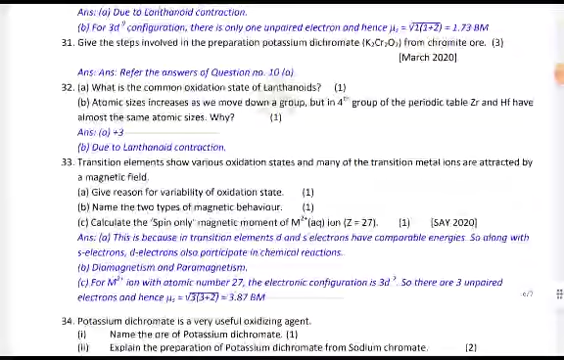 Ans: (a) Due to Lanthanoid contraction.
(b) For 3d⁹ configuration, there is only one unpaired electron and hence μₛ = √1(1+2) = 1.73 BM
31. Give the steps involved in the preparation potassium dichromate (K₂Cr₂O₇) from chromite ore. (3)
[March 2020]
Ans: Ans: Refer the answers of Question no. 10 (a)
32. (a) What is the common oxidation state of Lanthanoids? (1)
(b) Atomic sizes increases as we move down a group, but in 4ᵗʰ group of the periodic table Zr and Hf have
almost the same atomic sizes. Why? (1)
Ans: (a) +3
(b) Due to Lanthanoid contraction.
33. Transition elements show various oxidation states and many of the transition metal ions are attracted by
a magnetic field.
(a) Give reason for variability of oxidation state. (1)
(b) Name the two types of magnetic behaviour. (1)
(c) Calculate the 'Spin only' magnetic moment of M²⁺(aq) ion (Z = 27). (1) [SAY 2020]
Ans: (a) This is because in transition elements d and s electrons have comparable energies. So along with
s-electrons, d-electrons also participate in chemical reactions.
(b) Diamagnetism and Paramagnetism.
(c) For M²⁺ ion with atomic number 27, the electronic configuration is 3d⁷. So there are 3 unpaired
electrons and hence μₛ = √3(3+2) = 3.87 BM
34. Potassium dichromate is a very useful oxidizing agent.
(i) Name the ore of Potassium dichromate. (1)
(ii) Explain the preparation of Potassium dichromate from Sodium chromate. (2)